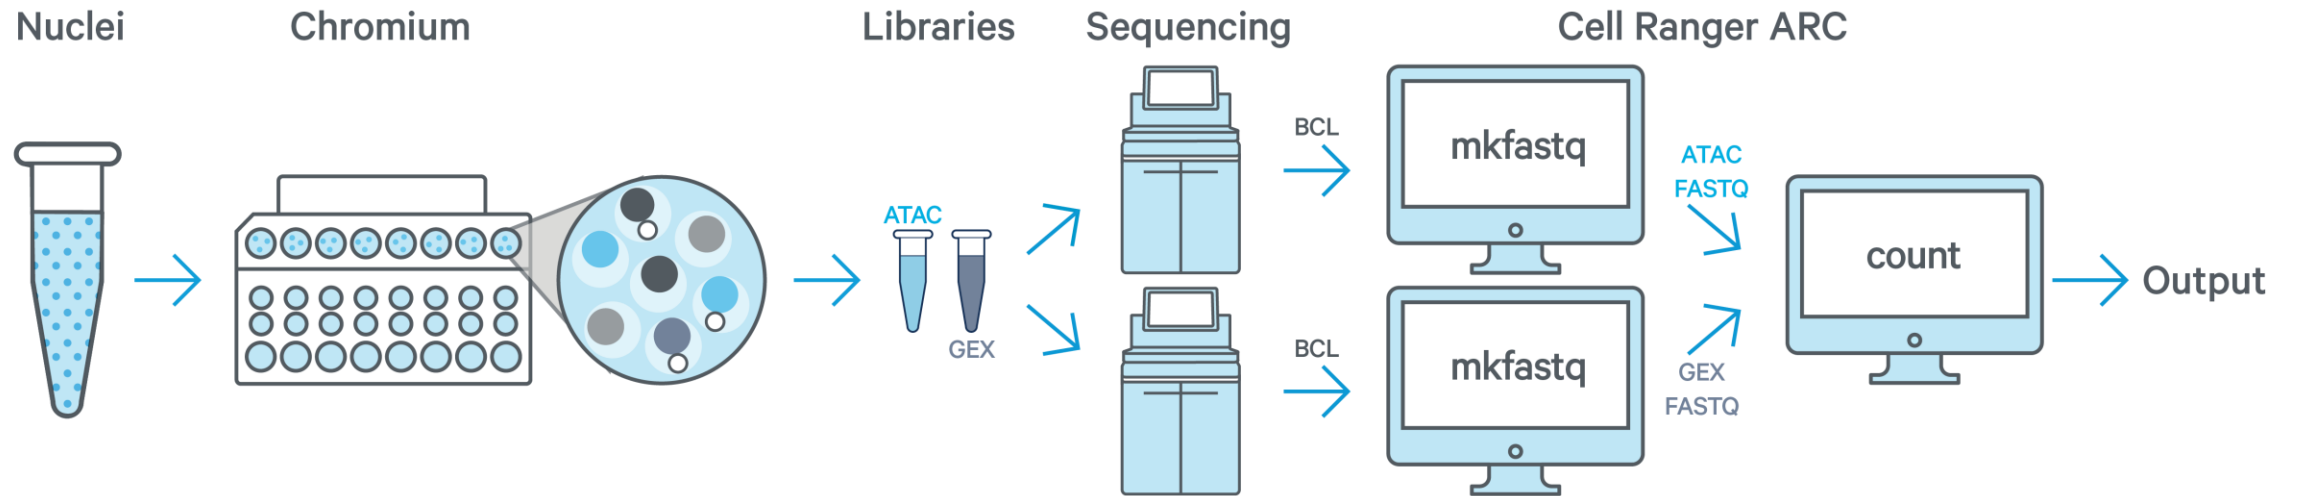 Nuclei
Chromium
Libraries
Sequencing
Cell Ranger ARC
ATAC
GEX
BCL
mkfastq
ATAC
FASTQ
BCL
mkfastq
GEX
FASTQ
count
Output